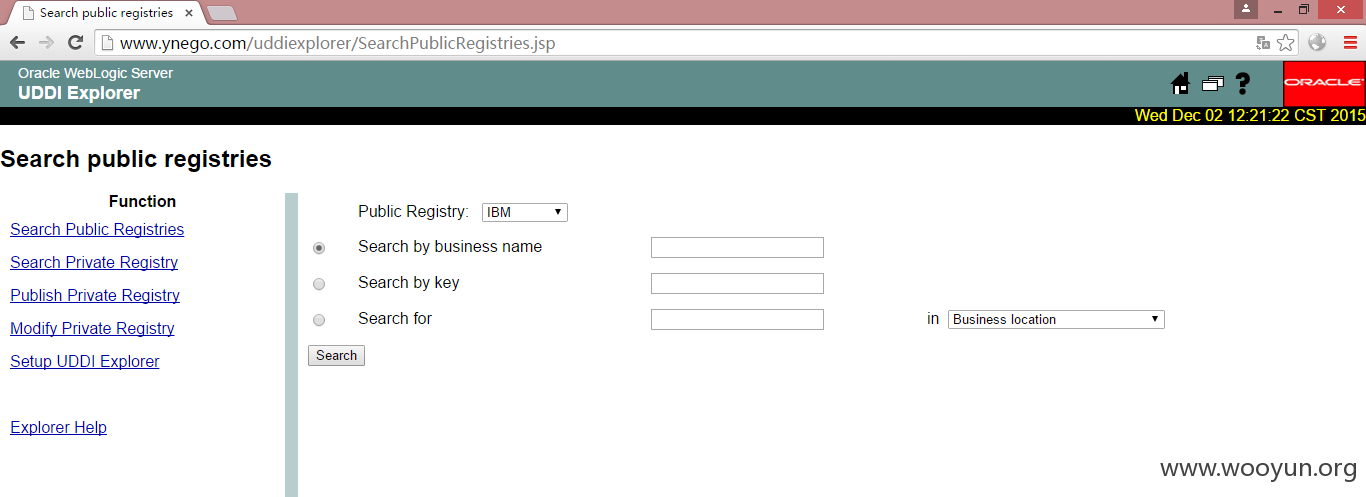 Search public registries
www.ynego.com/uddiexplorer/SearchPublicRegistries.jsp
Oracle WebLogic Server
UDDI Explorer
ORACLE
Wed Dec 02 12:21:22 CST 2015
Search public registries
Function
Search Public Registries
Search Private Registry
Publish Private Registry
Modify Private Registry
Setup UDDI Explorer
Explorer Help
Public Registry: IBM
Search by business name
Search by key
Search for in Business location
Search
www.wooyun.org